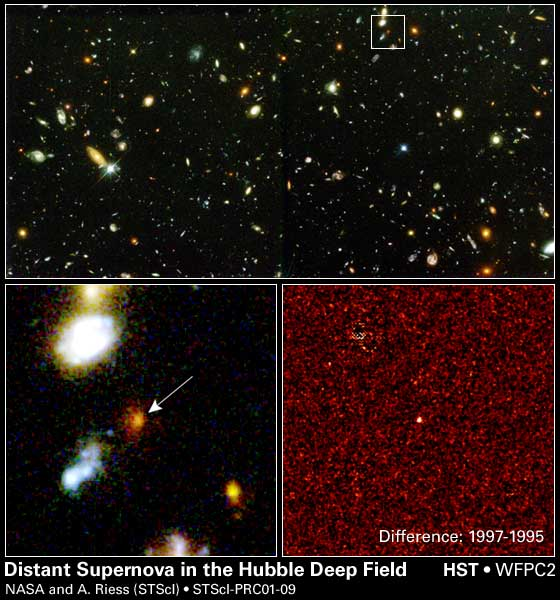 Difference: 1997-1995
Distant Supernova in the Hubble Deep Field HST • WFPC2
NASA and A. Riess (STScI) • STScI-PRC01-09